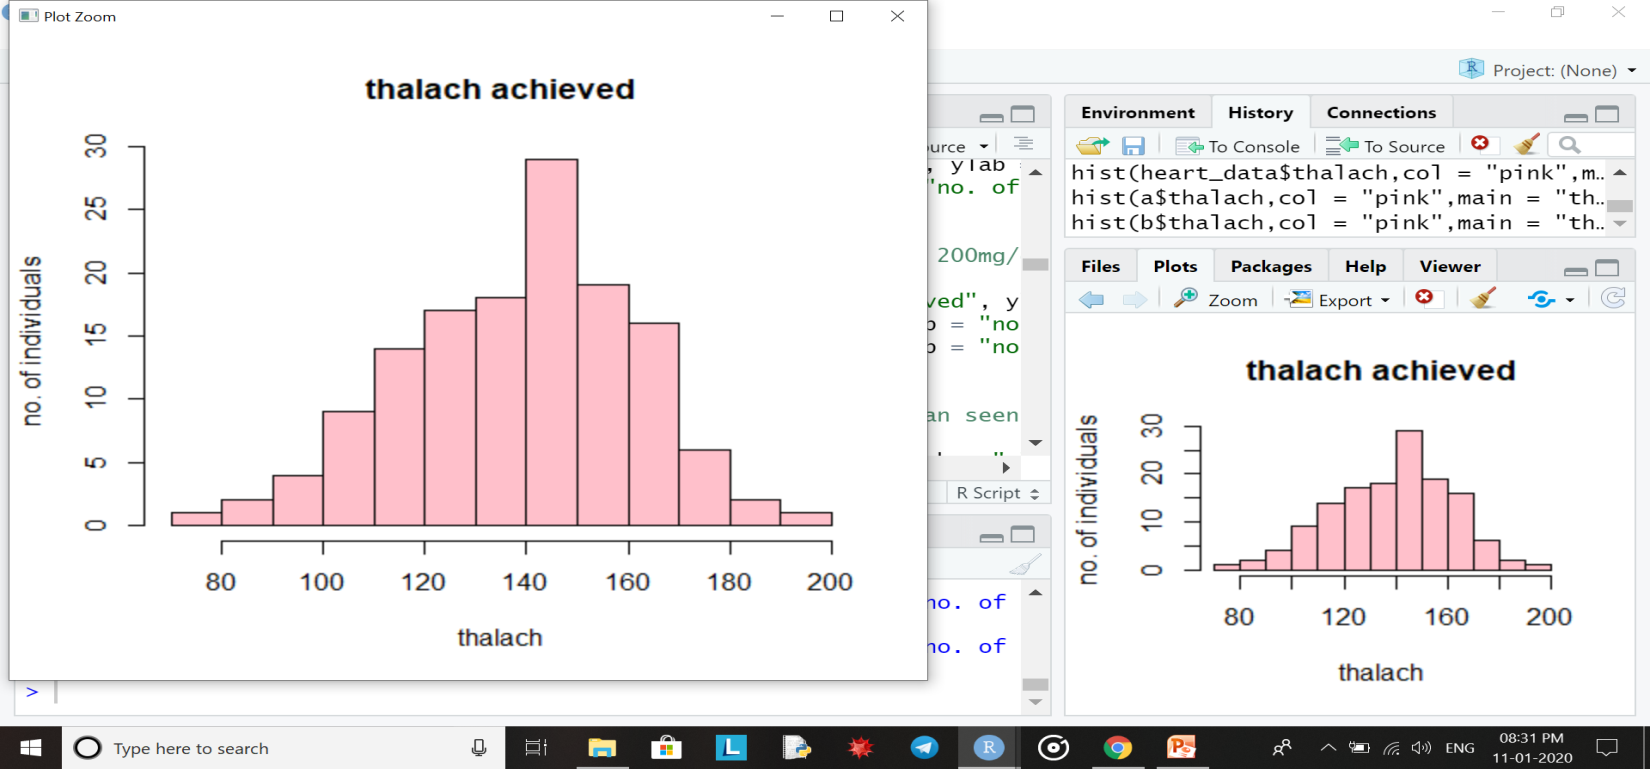 Plot Zoom
thalach achieved
no. of individuals
30
25
20
15
10
5
0
80 100 120 140 160 180 200
thalach
Project: (None)
Environment History Connections
To Console To Source
hist(heart_data$thalach,col = "pink",m..
hist(a$thalach,col = "pink",main = "th..
hist(b$thalach,col = "pink",main = "th..
Files Plots Packages Help Viewer
Zoom Export
thalach achieved
no. of individuals
30
20
10
0
80 120 160 200
thalach
urce
, ylab =
"no. of
200mg/
ved", y
b = "no
b = "no
an seen
R Script
no. of
no. of
>
Type here to search
L
R
ENG
08:31 PM
11-01-2020